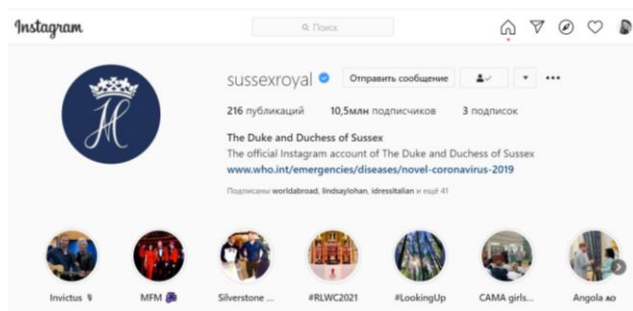 Instagram Поиск
sussexroyal Отправить сообщение
216 публикаций 10,5млн подписчиков 3 подписок
The Duke and Duchess of Sussex
The official Instagram account of The Duke and Duchess of Sussex
www.who.int/emergencies/diseases/novel-coronavirus-2019
Подписаны worldabroad, lindsaylohan, idressitalian и ещё 41
Invictus MFM Silverstone ... #RLWC2021 #LookingUp CAMA girls... Angola AO